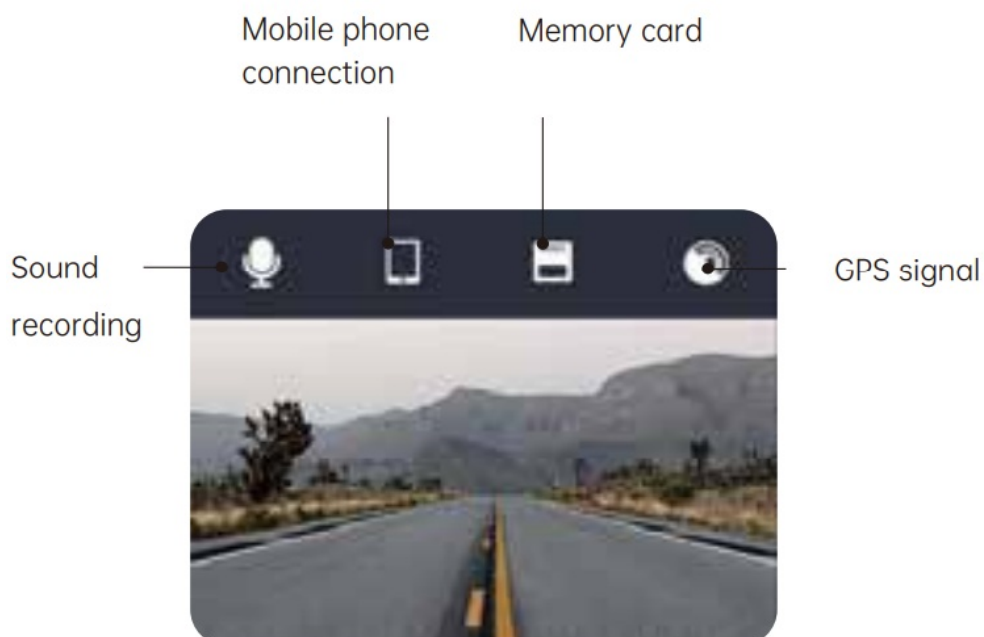 Mobile phone
connection
Memory card
Sound
recording
GPS signal